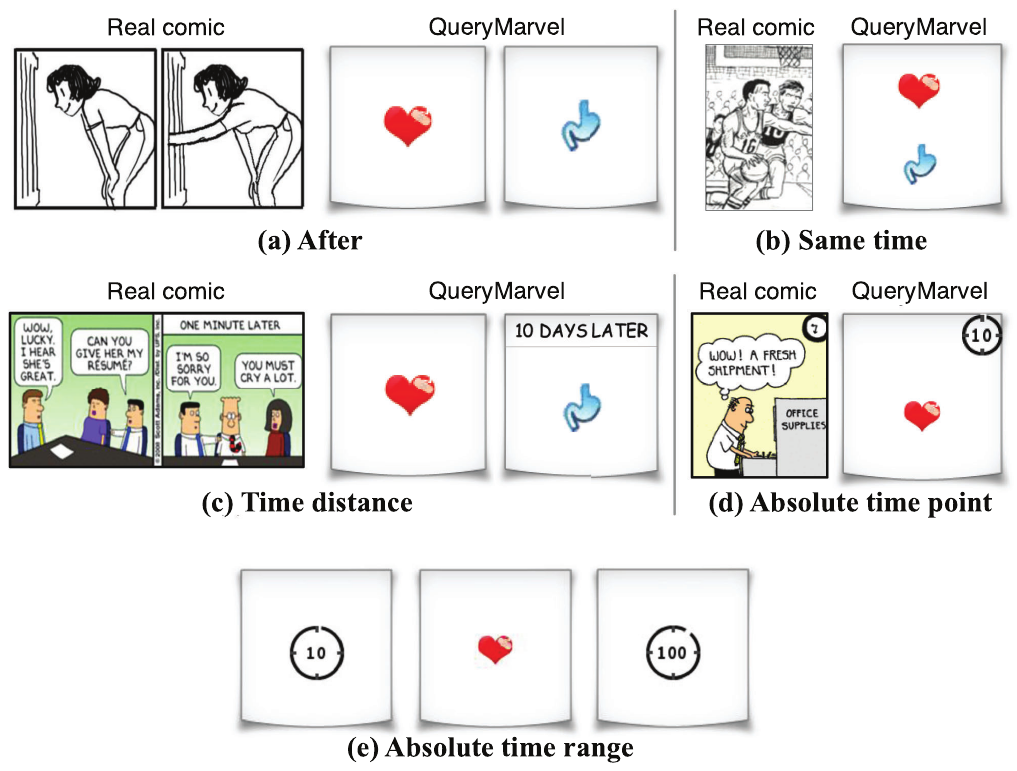 Real comic
QueryMarvel
Real comic
QueryMarvel
16
10
(a) After
(b) Same time
Real comic
QueryMarvel
Real comic
QueryMarvel
WOW,
LUCKY.
I HEAR
SHE'S
GREAT.
CAN YOU
GIVE HER MY
RÉSUMÉ?
© 2008 Scott Adams, Inc. /Dist. by UFS, Inc.
ONE MINUTE LATER
I'M SO
SORRY
FOR YOU.
YOU MUST
CRY A LOT.
10 DAYS LATER
WOW! A FRESH
SHIPMENT!
OFFICE
SUPPLIES
10
(c) Time distance
(d) Absolute time point
10
100
(e) Absolute time range